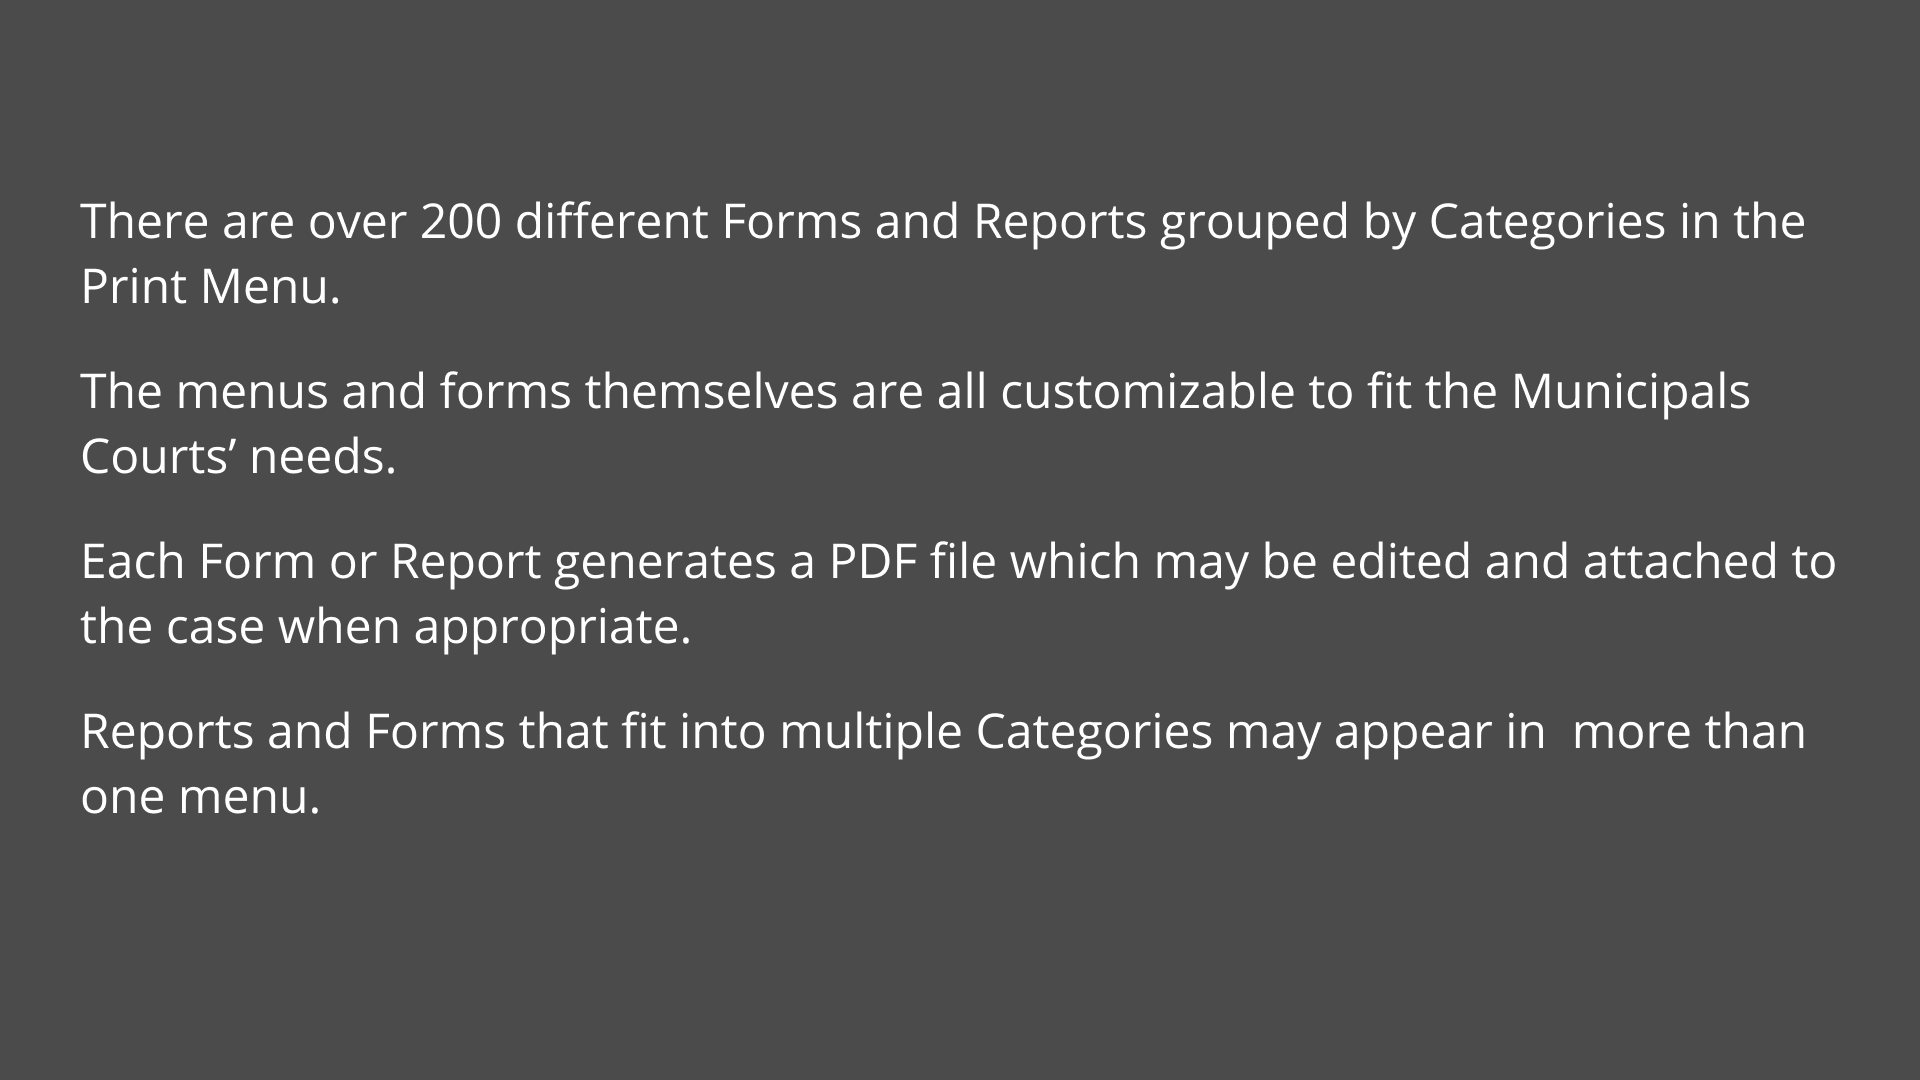 There are over 200 different Forms and Reports grouped by Categories in the
Print Menu.
The menus and forms themselves are all customizable to fit the Municipals
Courts’ needs.
Each Form or Report generates a PDF file which may be edited and attached to
the case when appropriate.
Reports and Forms that fit into multiple Categories may appear in  more than
one menu.